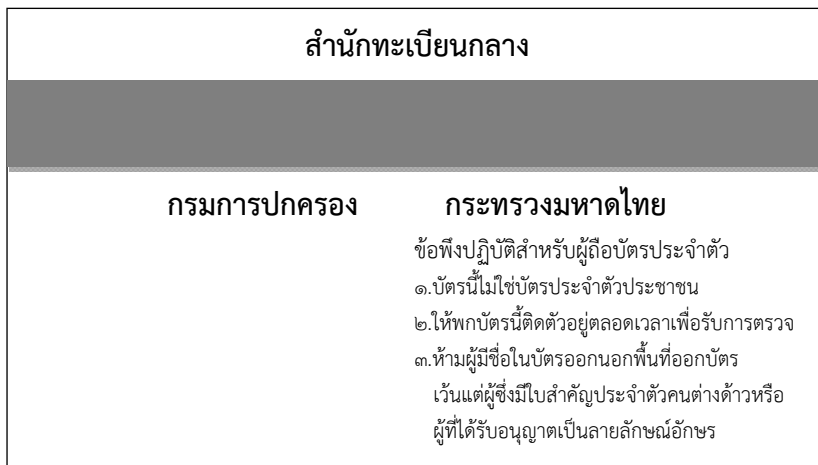 สำนักทะเบียนกลาง
กรมการปกครอง กระทรวงมหาดไทย
ข้อพึงปฏิบัติสำหรับผู้ถือบัตรประจำตัว
๑.บัตรนี้ไม่ใช่บัตรประจำตัวประชาชน
๒.ให้พกบัตรนี้ติดตัวอยู่ตลอดเวลาเพื่อรับการตรวจ
๓.ห้ามผู้มีชื่อในบัตรออกนอกพื้นที่ออกบัตร
เว้นแต่ผู้ซึ่งมีใบสำคัญประจำตัวคนต่างด้าวหรือ
ผู้ที่ได้รับอนุญาตเป็นลายลักษณ์อักษร